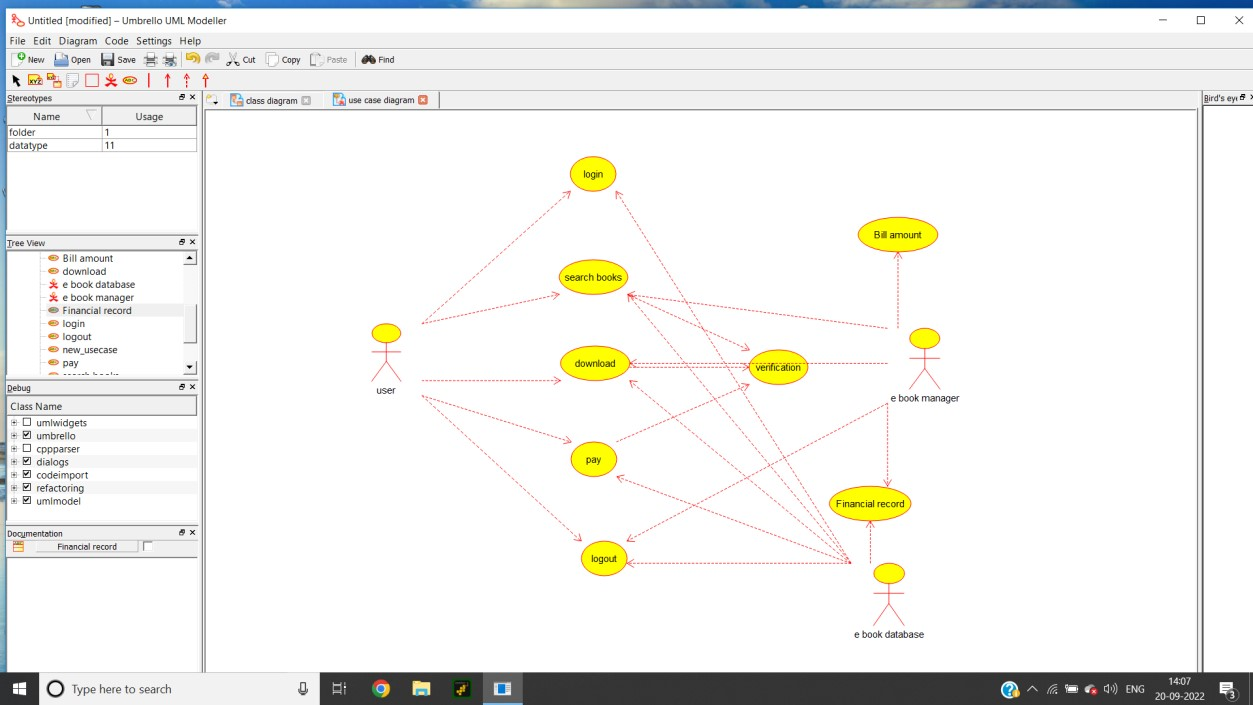 Untitled [modified] – Umbrello UML Modeller
File Edit Diagram Code Settings Help
New Open Save Cut Copy Paste Find
XYZ
Stereotypes
Name Usage
folder 1
datatype 11
Tree View
Bill amount
download
e book database
e book manager
Financial record
login
logout
new_usecase
pay
Debug
Class Name
umlwidgets
umbrello
cppparser
dialogs
codeimport
refactoring
umlmodel
Documentation
Financial record
class diagram
use case diagram
Bird's eye
login
Bill amount
search books
download
verification
user
e book manager
pay
Financial record
logout
e book database
Type here to search
ENG
14:07
20-09-2022
3